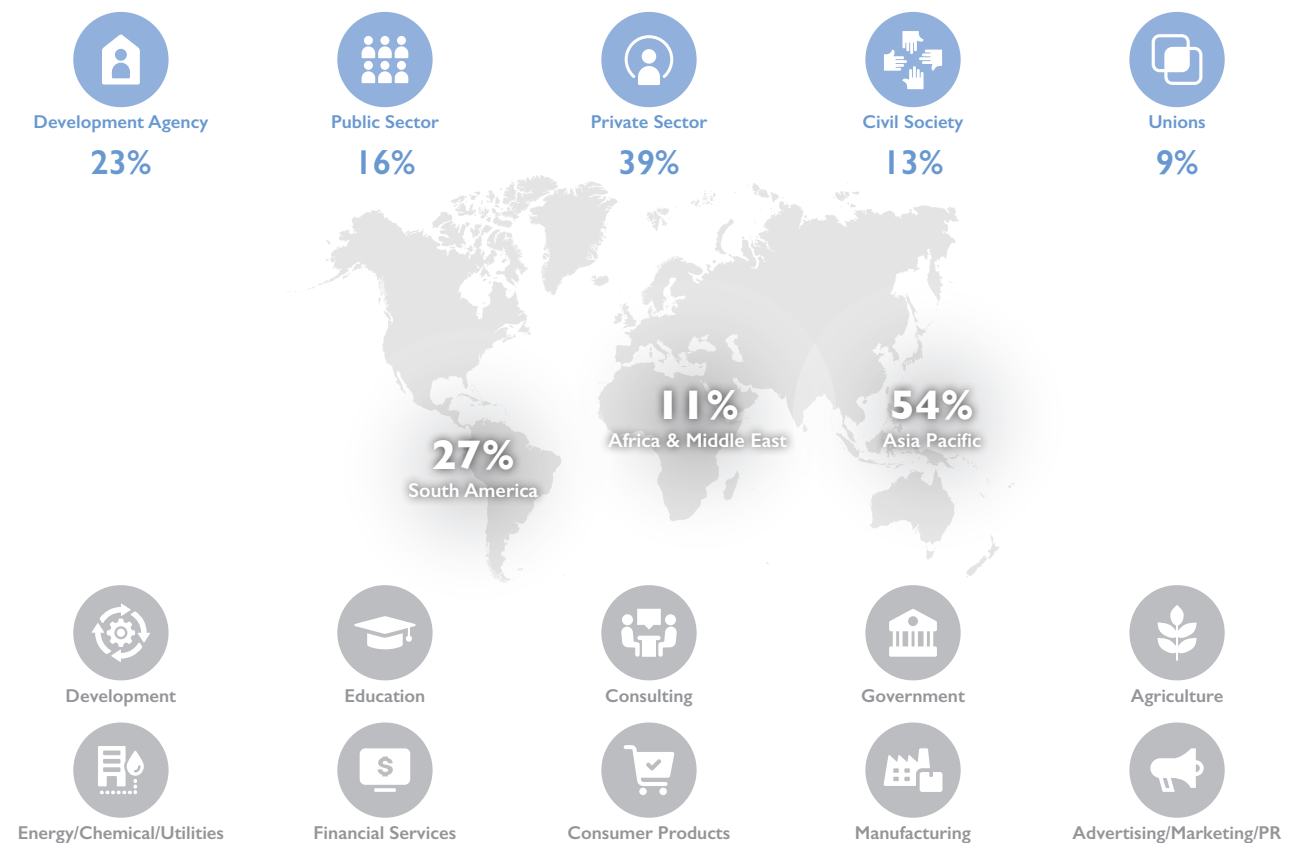 Development Agency
Public Sector
Private Sector
Civil Society
Unions
23%
16%
39%
13%
9%
11%
Africa & Middle East
54%
Asia Pacific
27%
South America
Development
Education
Consulting
Government
Agriculture
$
Energy/Chemical/Utilities
Financial Services
Consumer Products
Manufacturing
Advertising/Marketing/PR